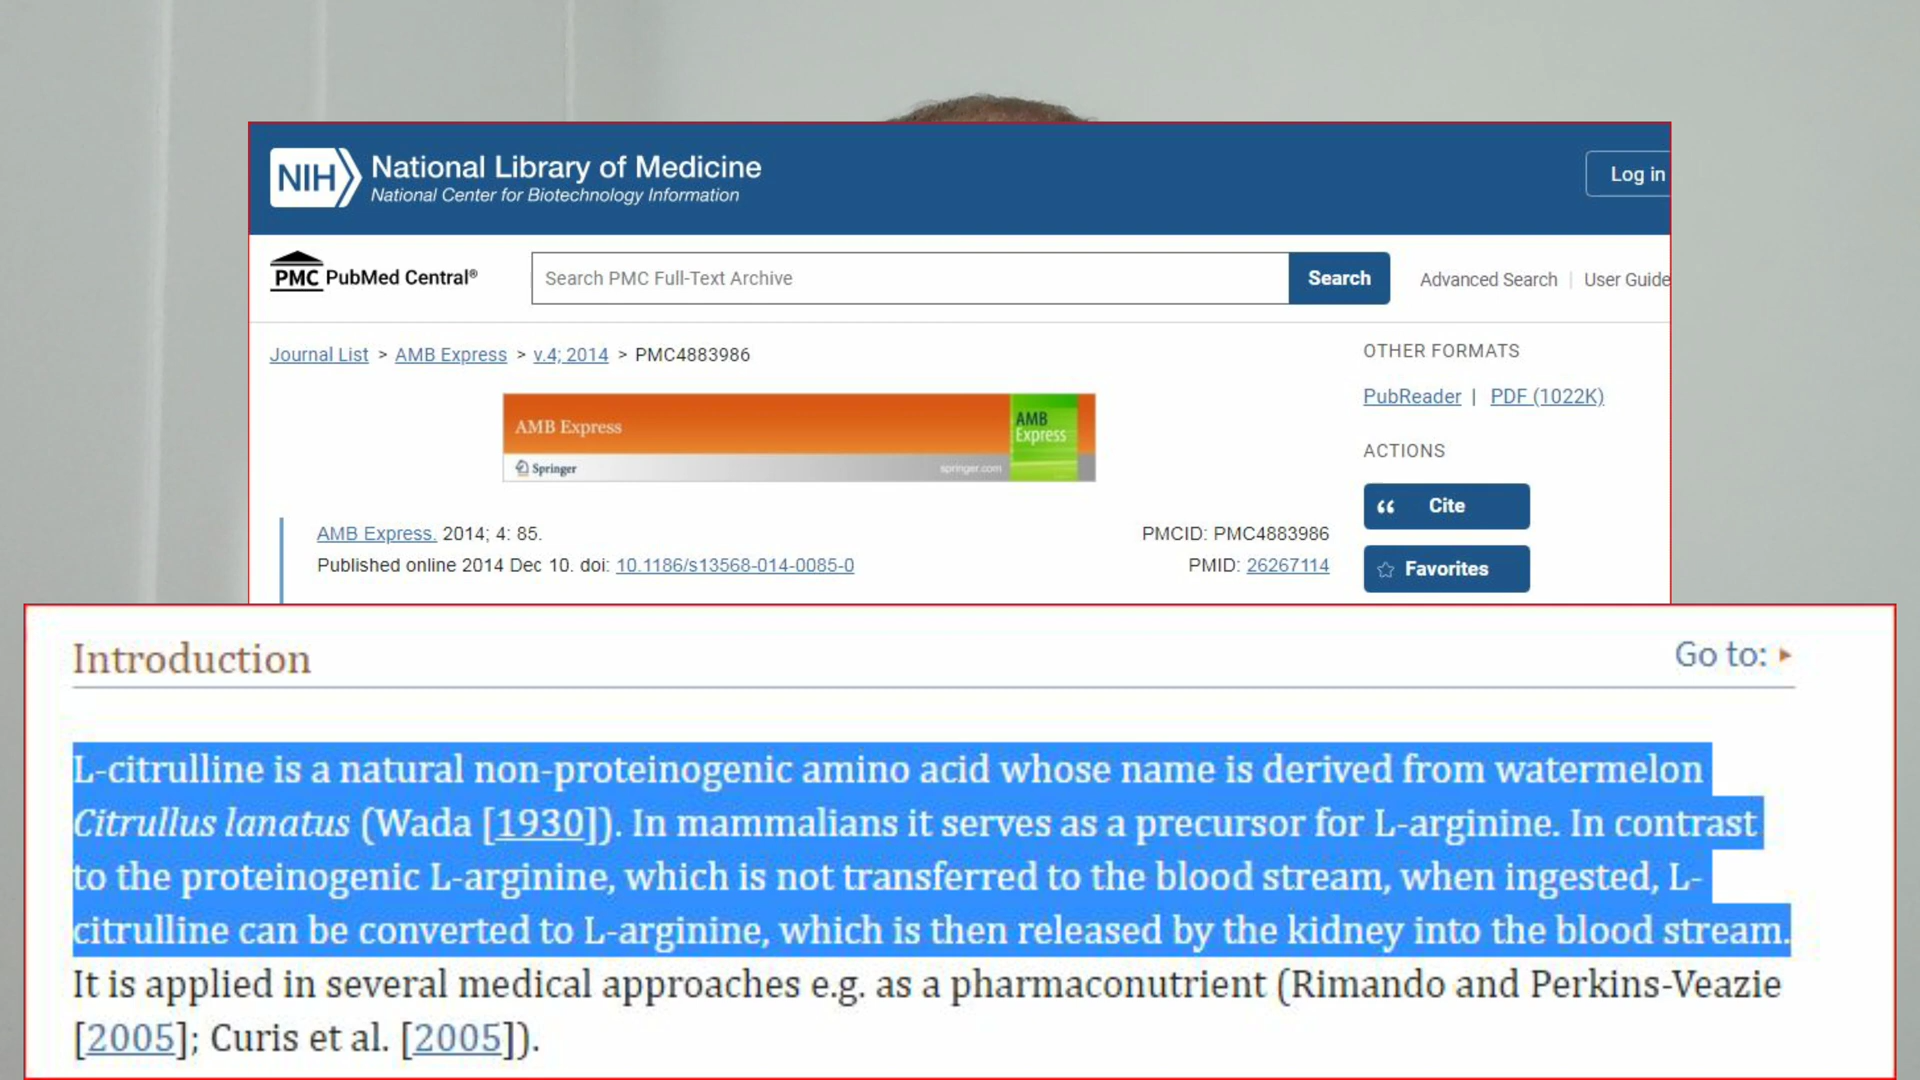 NIH National Library of Medicine
National Center for Biotechnology Information
Log in
PMC PubMed Central®
Search PMC Full-Text Archive
Search
Advanced Search | User Guide
Journal List > AMB Express > v.4; 2014 > PMC4883986
OTHER FORMATS
PubReader | PDF (1022K)
AMB Express
AMB
Express
Springer
springer.com
ACTIONS
Cite
Favorites
AMB Express. 2014; 4: 85.
PMCID: PMC4883986
Published online 2014 Dec 10. doi: 10.1186/s13568-014-0085-0
PMID: 26267114
Introduction
Go to:
L-citrulline is a natural non-proteinogenic amino acid whose name is derived from watermelon
Citrullus lanatus (Wada [1930]). In mammalians it serves as a precursor for L-arginine. In contrast
to the proteinogenic L-arginine, which is not transferred to the blood stream, when ingested, L-
citrulline can be converted to L-arginine, which is then released by the kidney into the blood stream.
It is applied in several medical approaches e.g. as a pharmaconutrient (Rimando and Perkins-Veazie
[2005]; Curis et al. [2005]).